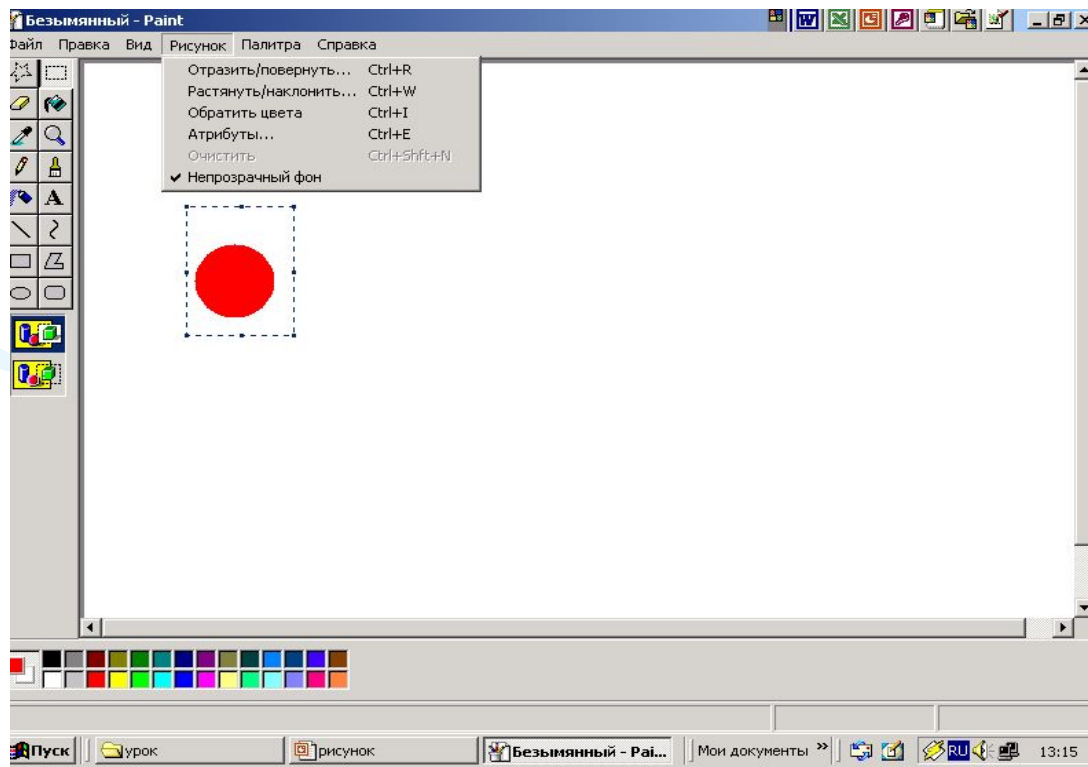 Безымянный - Paint
Файл Правка Вид Рисунок Палитра Справка
Отразить/повернуть... Ctrl+R
Растянуть/наклонить... Ctrl+W
Обратить цвета Ctrl+I
Атрибуты... Ctrl+E
Очистить Ctrl+Shft+N
Непрозрачный фон
A
Пуск урок рисунок Безымянный - Pai... Мои документы » RU 13:15